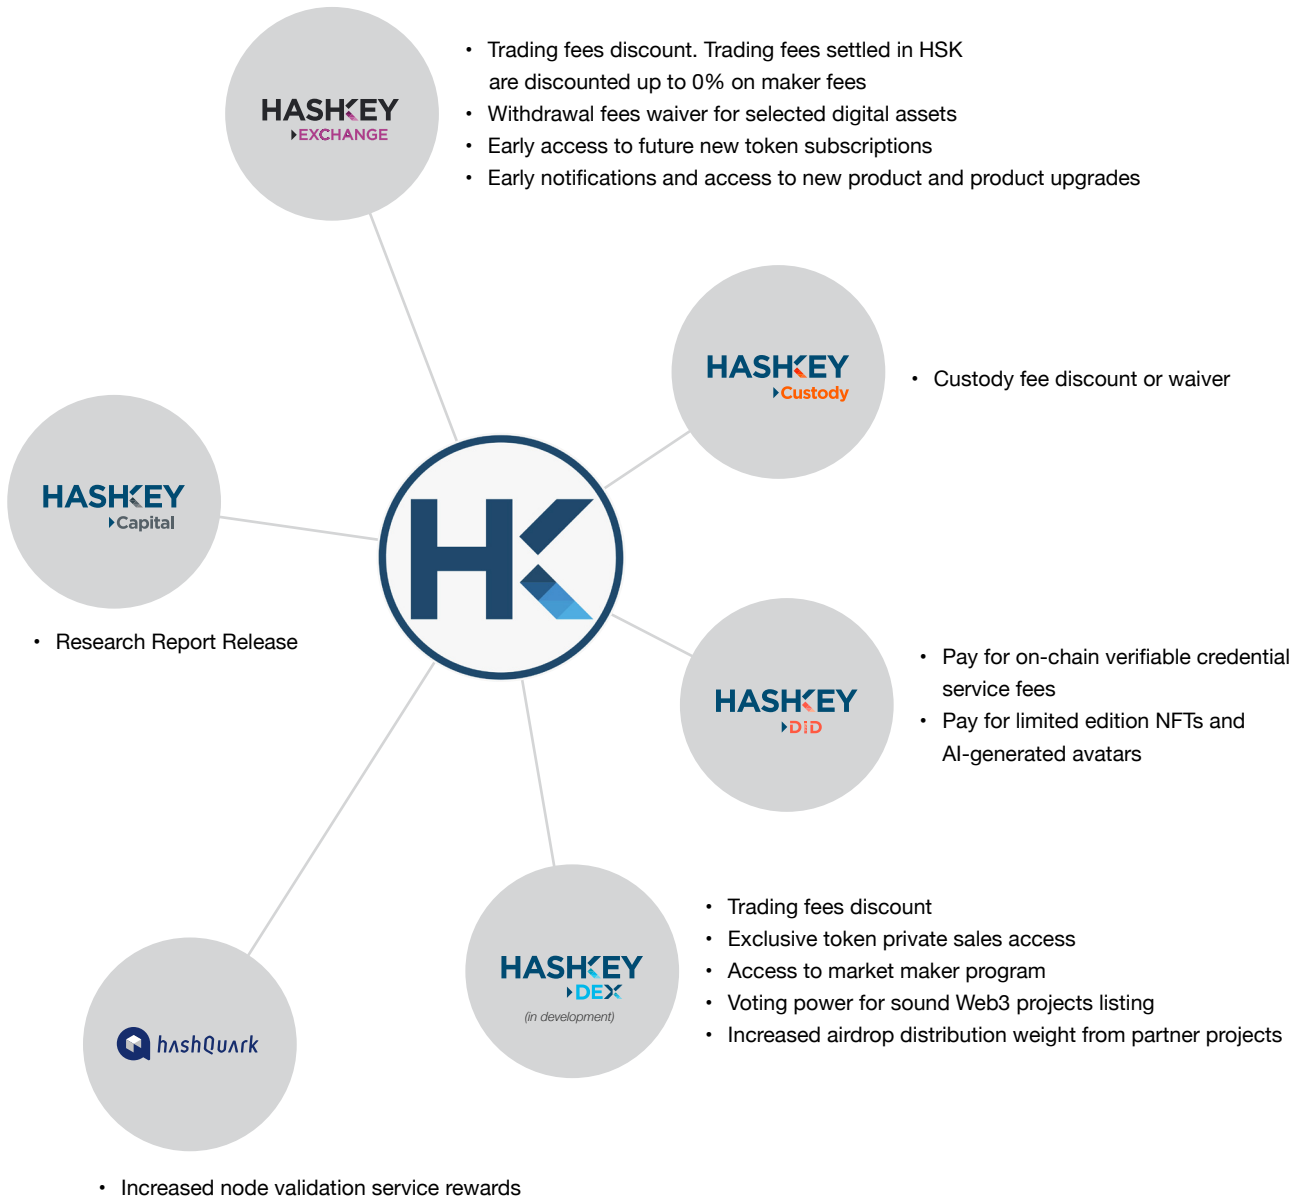 HASHKEY
EXCHANGE
• Trading fees discount. Trading fees settled in HSK
are discounted up to 0% on maker fees
• Withdrawal fees waiver for selected digital assets
• Early access to future new token subscriptions
• Early notifications and access to new product and product upgrades
HASHKEY
Custody
• Custody fee discount or waiver
HASHKEY
Capital
• Research Report Release
HK
HASHKEY
DiD
• Pay for on-chain verifiable credential
service fees
• Pay for limited edition NFTs and
AI-generated avatars
HASHKEY
DEX
(in development)
• Trading fees discount
• Exclusive token private sales access
• Access to market maker program
• Voting power for sound Web3 projects listing
• Increased airdrop distribution weight from partner projects
hashQuark
• Increased node validation service rewards